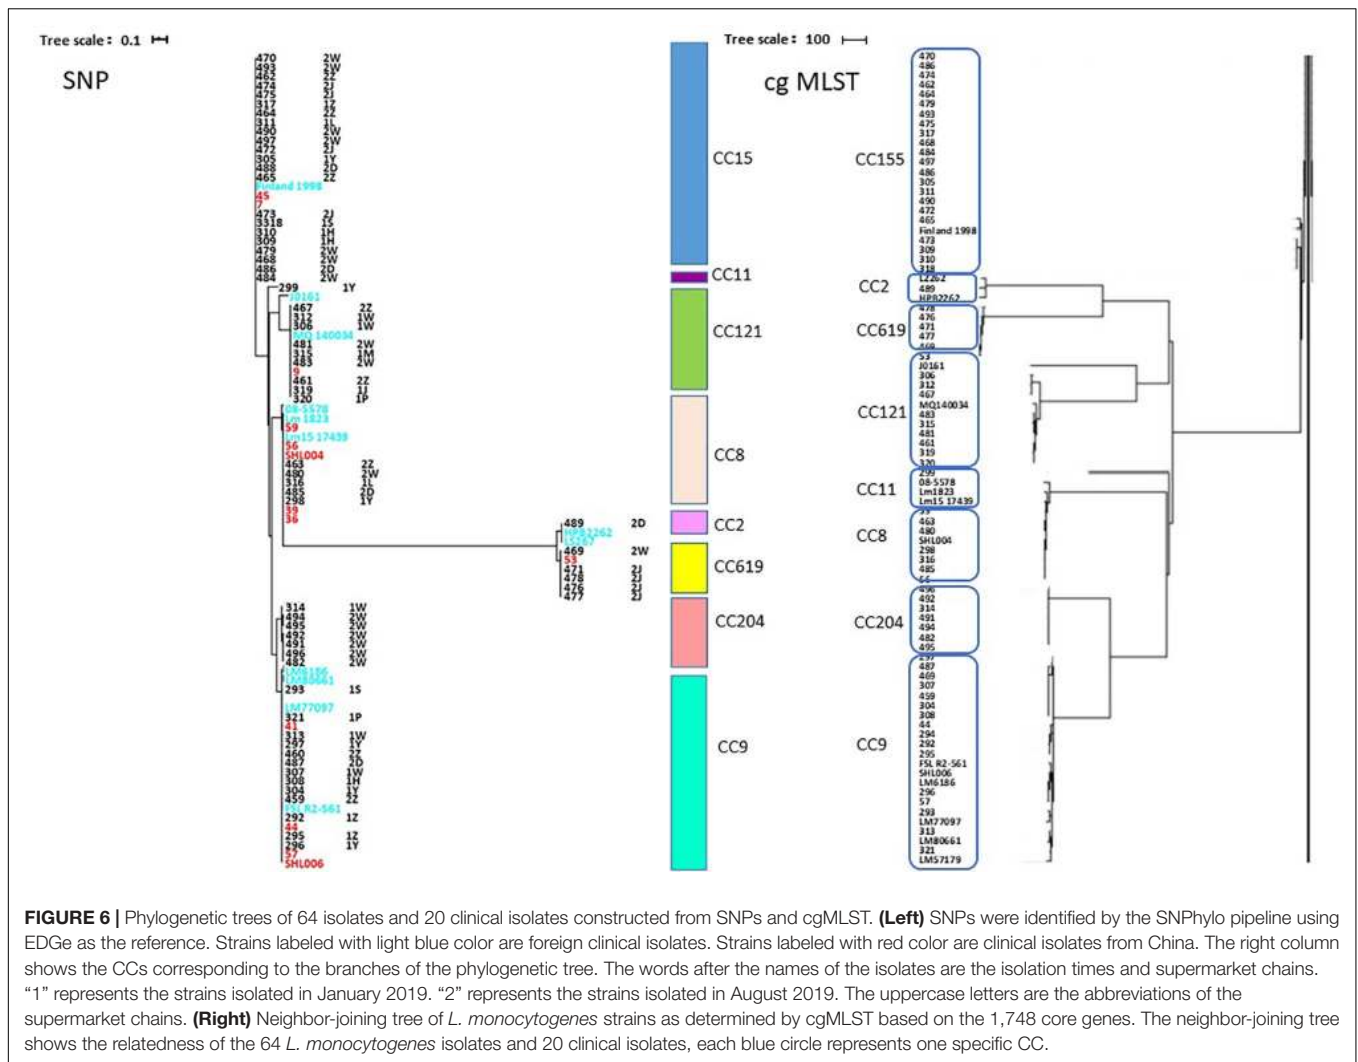 Tree scale: 0.1
SNP
470 2W
493 2W
462 2Z
474 2J
475 2J
317 1Z
464 2Z
311 1L
490 2W
497 2W
472 2J
305 1Y
488 2D
465 2Z
Finland 1998
45
7
473 2J
3318 1S
310 1H
309 1H
479 2W
468 2W
486 2D
484 2W
299 1Y
J0161
467 2Z
312 1W
306 1W
MQ 140034
481 2W
315 1M
483 2W
9
461 2Z
319 1J
320 1P
08-5578
Lm 1823
59
Lm15 17439
56
SHL004
463 2Z
480 2W
316 1L
485 2D
298 1Y
39
36
489 2D
HPB2262
469 2W
53
471 2J
478 2J
476 2J
477 2J
314 1W
494 2W
495 2W
492 2W
491 2W
496 2W
482 2W
LM6186
LM80661
293 1S
LM77097
321 1P
41
313 1W
297 1Y
460 2Z
487 2D
307 1W
308 1H
304 1Y
459 2Z
FSL R2-561
292 1Z
44
295 1Z
296 1Y
57
SHL006
CC15
CC11
CC121
CC8
CC2
CC619
CC204
CC9
Tree scale: 100
cg MLST
CC155
470
486
474
462
464
479
493
475
317
468
484
497
486
305
311
490
472
465
Finland 1998
473
309
310
318
CC2
L2262
489
HPB2262
CC619
478
476
471
477
469
CC121
53
J0161
306
312
467
MQ140034
483
315
481
461
319
320
CC11
299
08-5578
Lm1823
Lm15 17439
CC8
463
480
SHL004
298
316
485
56
CC204
496
492
314
491
494
482
495
CC9
297
487
469
307
459
304
308
44
294
292
295
FSL R2-561
SHL006
LM6186
296
57
293
LM77097
313
LM80661
321
LM57179
FIGURE 6 | Phylogenetic trees of 64 isolates and 20 clinical isolates constructed from SNPs and cgMLST. (Left) SNPs were identified by the SNPhylo pipeline using
EDGe as the reference. Strains labeled with light blue color are foreign clinical isolates. Strains labeled with red color are clinical isolates from China. The right column
shows the CCs corresponding to the branches of the phylogenetic tree. The words after the names of the isolates are the isolation times and supermarket chains.
"1" represents the strains isolated in January 2019. "2" represents the strains isolated in August 2019. The uppercase letters are the abbreviations of the
supermarket chains. (Right) Neighbor-joining tree of L. monocytogenes strains as determined by cgMLST based on the 1,748 core genes. The neighbor-joining tree
shows the relatedness of the 64 L. monocytogenes isolates and 20 clinical isolates, each blue circle represents one specific CC.